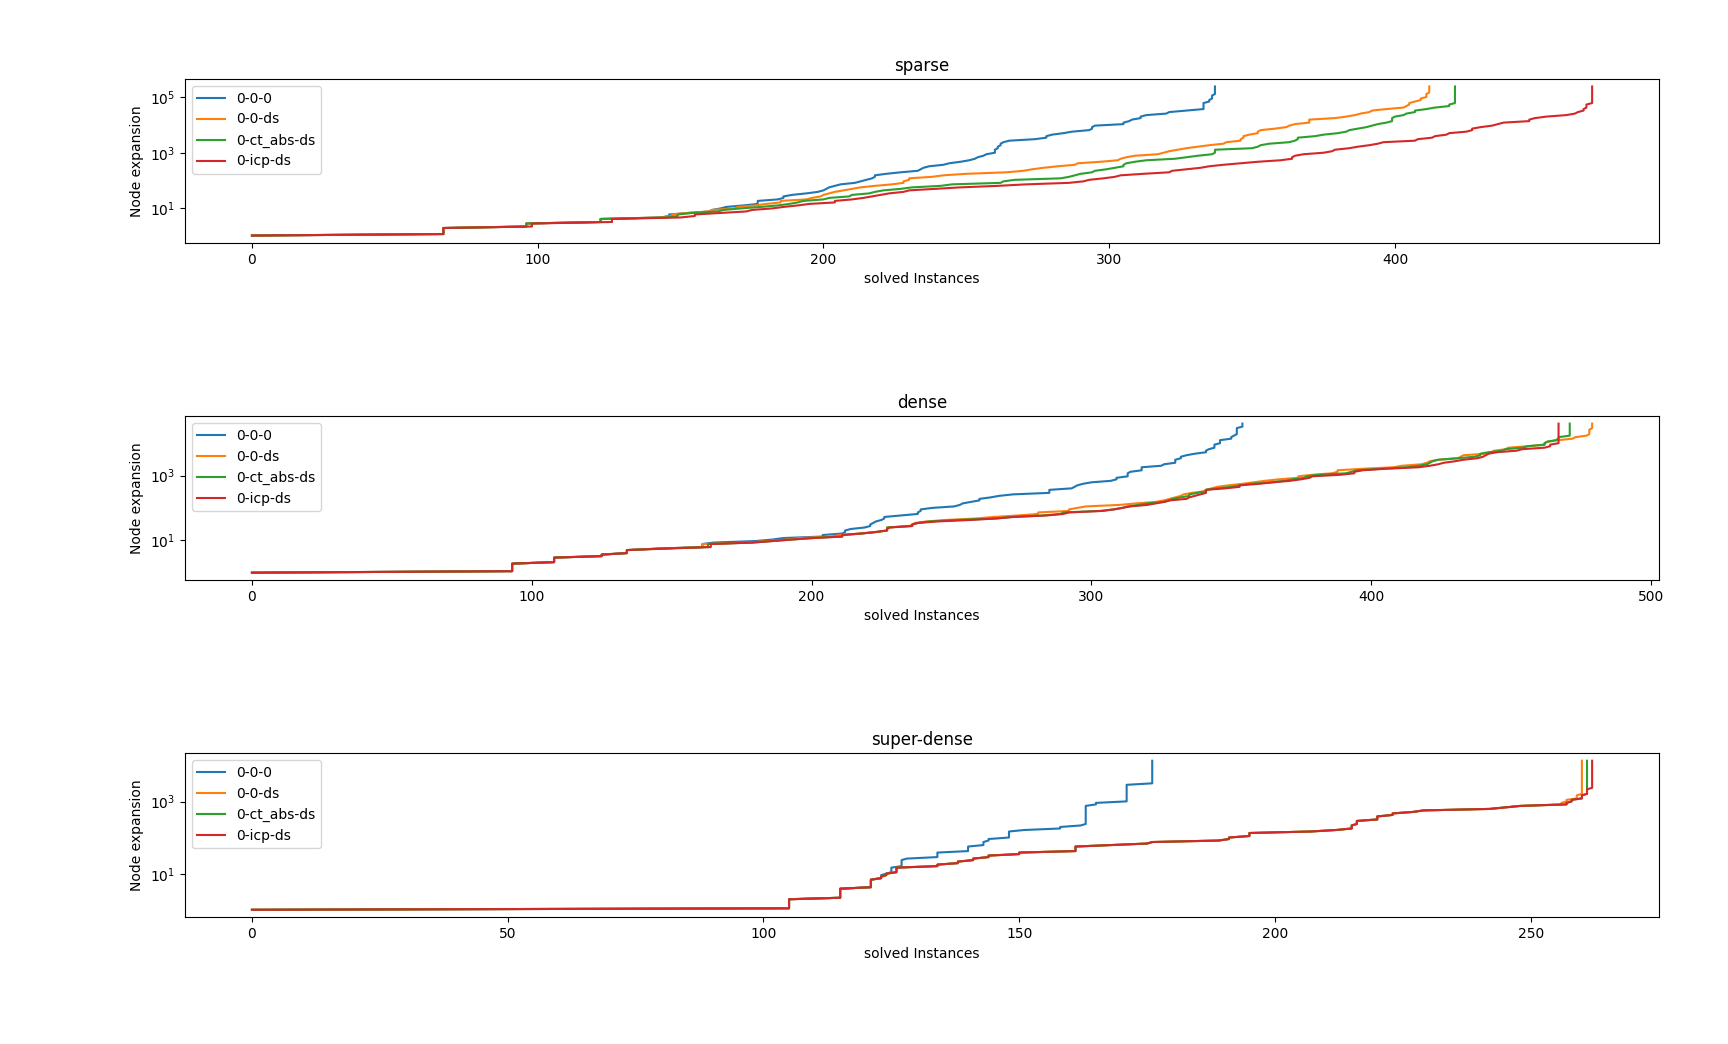 sparse
Node expansion
10^5
10^3
10^1
0-0-0
0-0-ds
0-ct_abs-ds
0-icp-ds
0 100 200 300 400
solved Instances
dense
Node expansion
10^3
10^1
0-0-0
0-0-ds
0-ct_abs-ds
0-icp-ds
0 100 200 300 400 500
solved Instances
super-dense
Node expansion
10^3
10^1
0-0-0
0-0-ds
0-ct_abs-ds
0-icp-ds
0 50 100 150 200 250
solved Instances